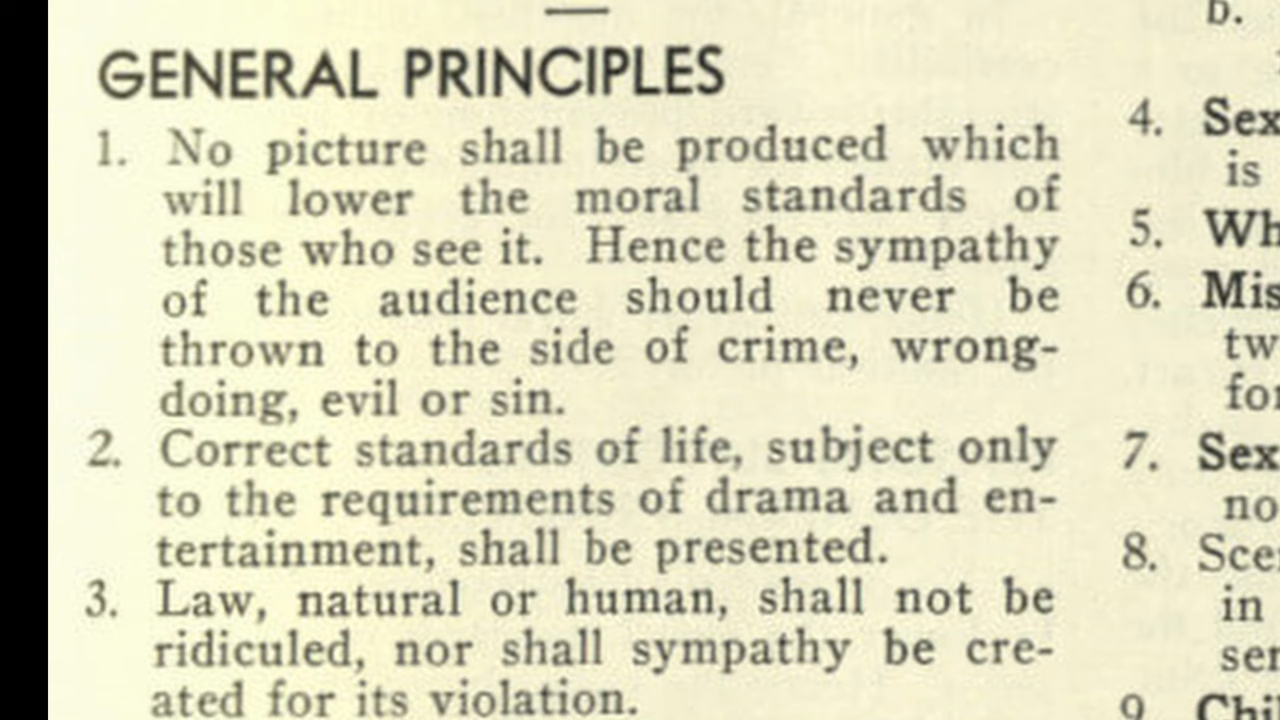 GENERAL PRINCIPLES
1. No picture shall be produced which
will lower the moral standards of
those who see it. Hence the sympathy
of the audience should never be
thrown to the side of crime, wrong-
doing, evil or sin.
2. Correct standards of life, subject only
to the requirements of drama and en-
tertainment, shall be presented.
3. Law, natural or human, shall not be
ridiculed, nor shall sympathy be cre-
ated for its violation.
b.
4. Sex
is
5.
6.
7. Sex
no
8.
in
9.